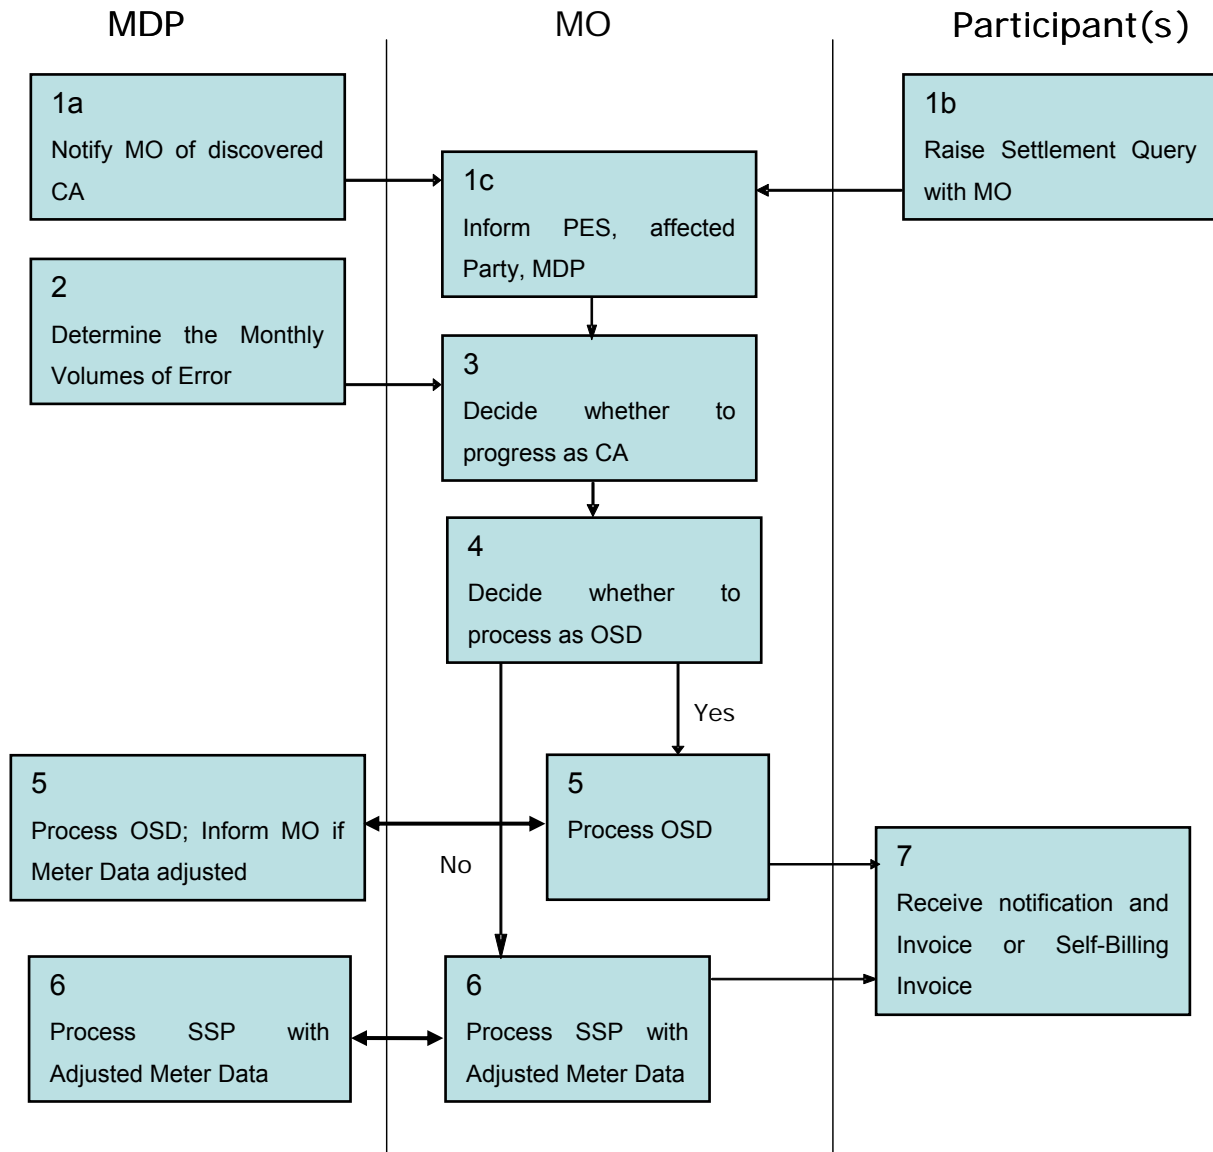 MDP
MO
Participant(s)
1a
Notify MO of discovered
CA
1b
Raise Settlement Query
with MO
1c
Inform PES, affected
Party, MDP
2
Determine the Monthly
Volumes of Error
3
Decide whether to
progress as CA
4
Decide whether to
process as OSD
Yes
5
Process OSD; Inform MO if
Meter Data adjusted
5
Process OSD
No
7
Receive notification and
Invoice or Self-Billing
Invoice
6
Process SSP with
Adjusted Meter Data
6
Process SSP with
Adjusted Meter Data